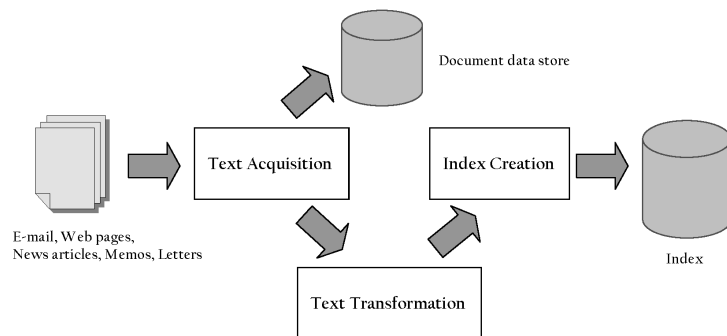 Document data store
Text Acquisition
Index Creation
E-mail, Web pages,
News articles, Memos, Letters
Index
Text Transformation